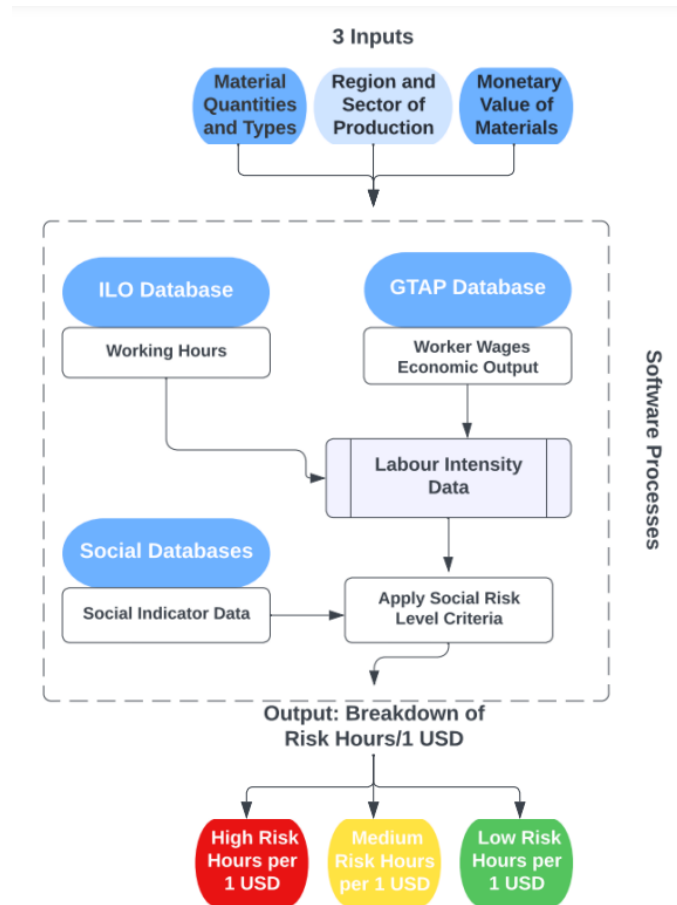 3 Inputs
Material
Quantities
and Types
Region and
Sector of
Production
Monetary
Value of
Materials
ILO Database
Working Hours
GTAP Database
Worker Wages
Economic Output
Labour Intensity
Data
Social Databases
Social Indicator Data
Apply Social Risk
Level Criteria
Software Processes
Output: Breakdown of
Risk Hours/1 USD
High Risk
Hours per
1 USD
Medium
Risk Hours
per 1 USD
Low Risk
Hours per
1 USD